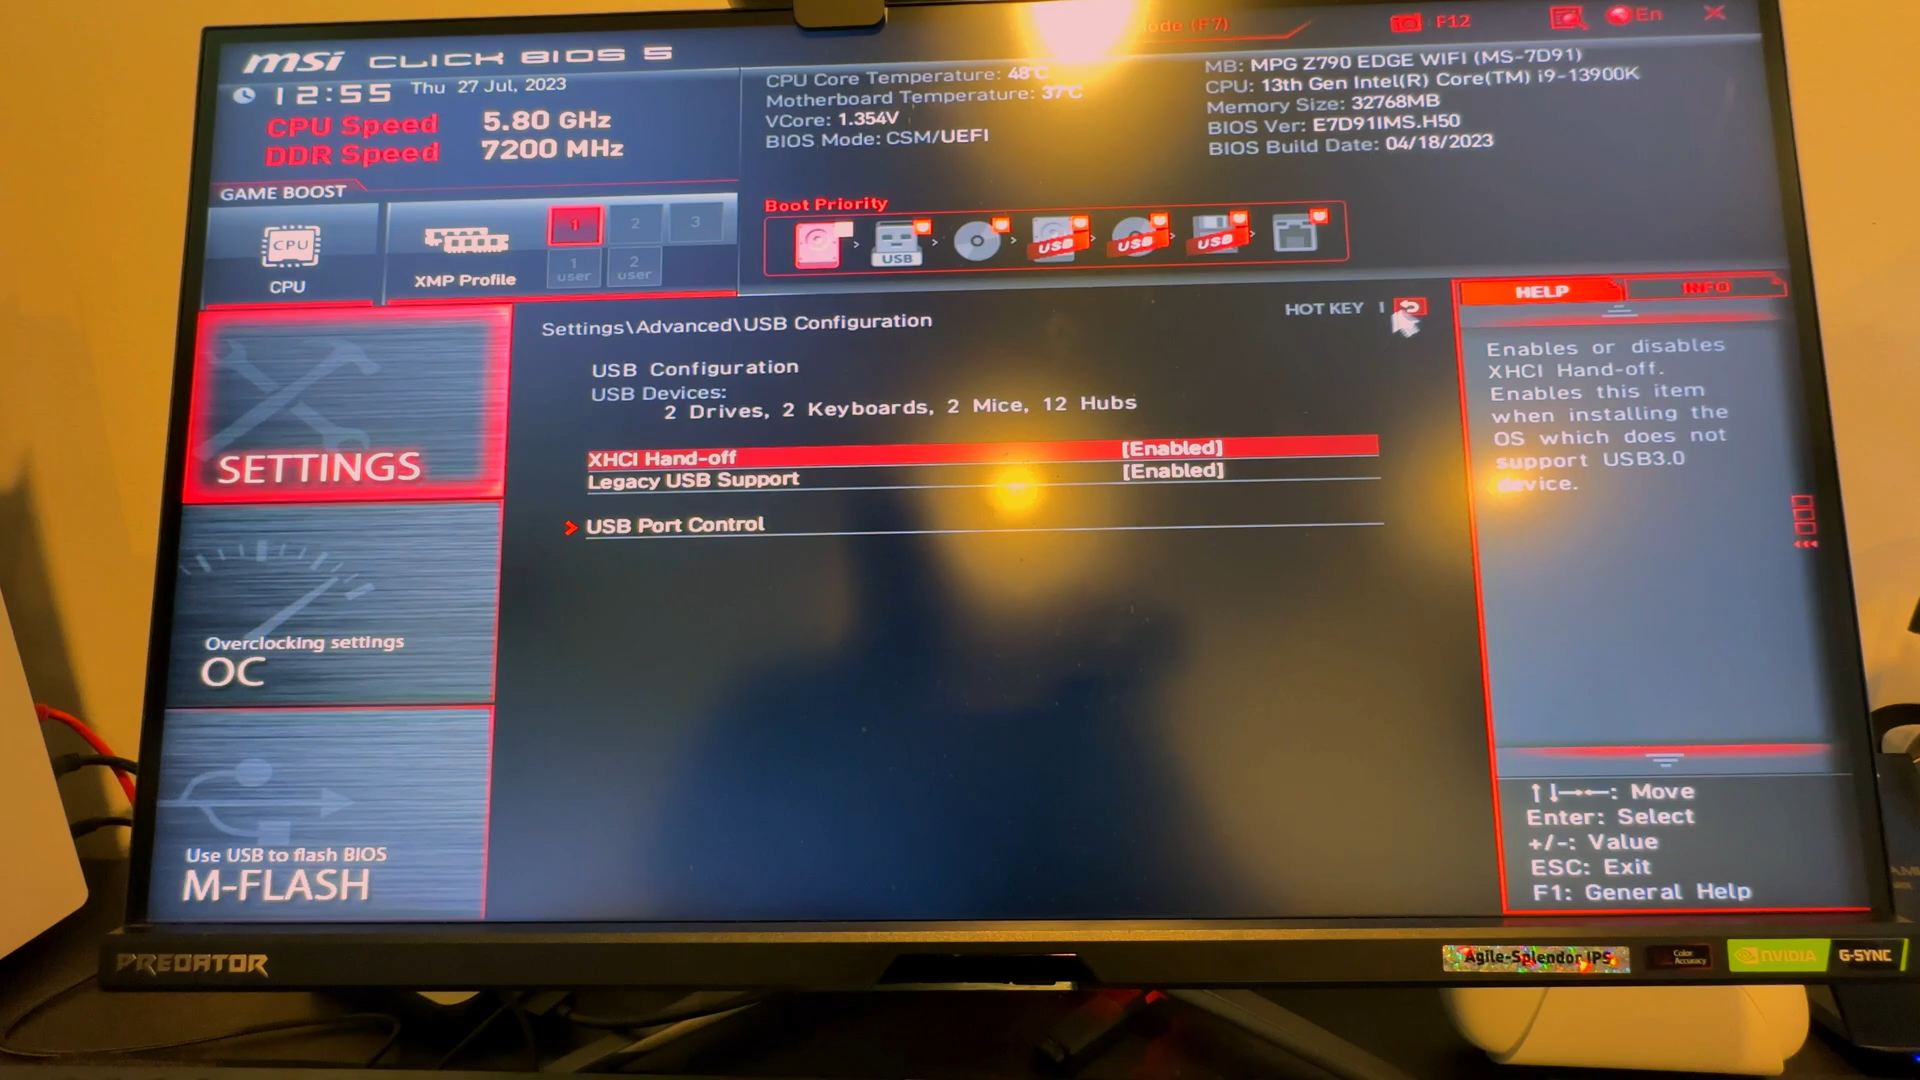 msi CLICK BIOS 5
ode (F7)
F12
En
12:55 Thu 27 Jul, 2023
CPU Speed 5.80 GHz
DDR Speed 7200 MHz
CPU Core Temperature: 48°C
Motherboard Temperature: 37°C
VCore: 1.354V
BIOS Mode: CSM/UEFI
MB: MPG Z790 EDGE WIFI (MS-7D91)
CPU: 13th Gen Intel(R) Core(TM) i9-13900K
Memory Size: 32768MB
BIOS Ver: E7D91IMS.H50
BIOS Build Date: 04/18/2023
GAME BOOST
CPU
CPU
XMP Profile
1 2 3
1 user 2 user
Boot Priority
USB USB USB USB
HELP INFO
HOT KEY
Settings\Advanced\USB Configuration
USB Configuration
USB Devices:
2 Drives, 2 Keyboards, 2 Mice, 12 Hubs
XHCI Hand-off [Enabled]
Legacy USB Support [Enabled]
> USB Port Control
SETTINGS
Overclocking settings
OC
Use USB to flash BIOS
M-FLASH
Enables or disables
XHCI Hand-off.
Enables this item
when installing the
OS which does not
support USB3.0
device.
↑↓→←: Move
Enter: Select
+/-: Value
ESC: Exit
F1: General Help
PREDATOR
Agile-Splendor IPS
Color
Accuracy
NVIDIA G-SYNC